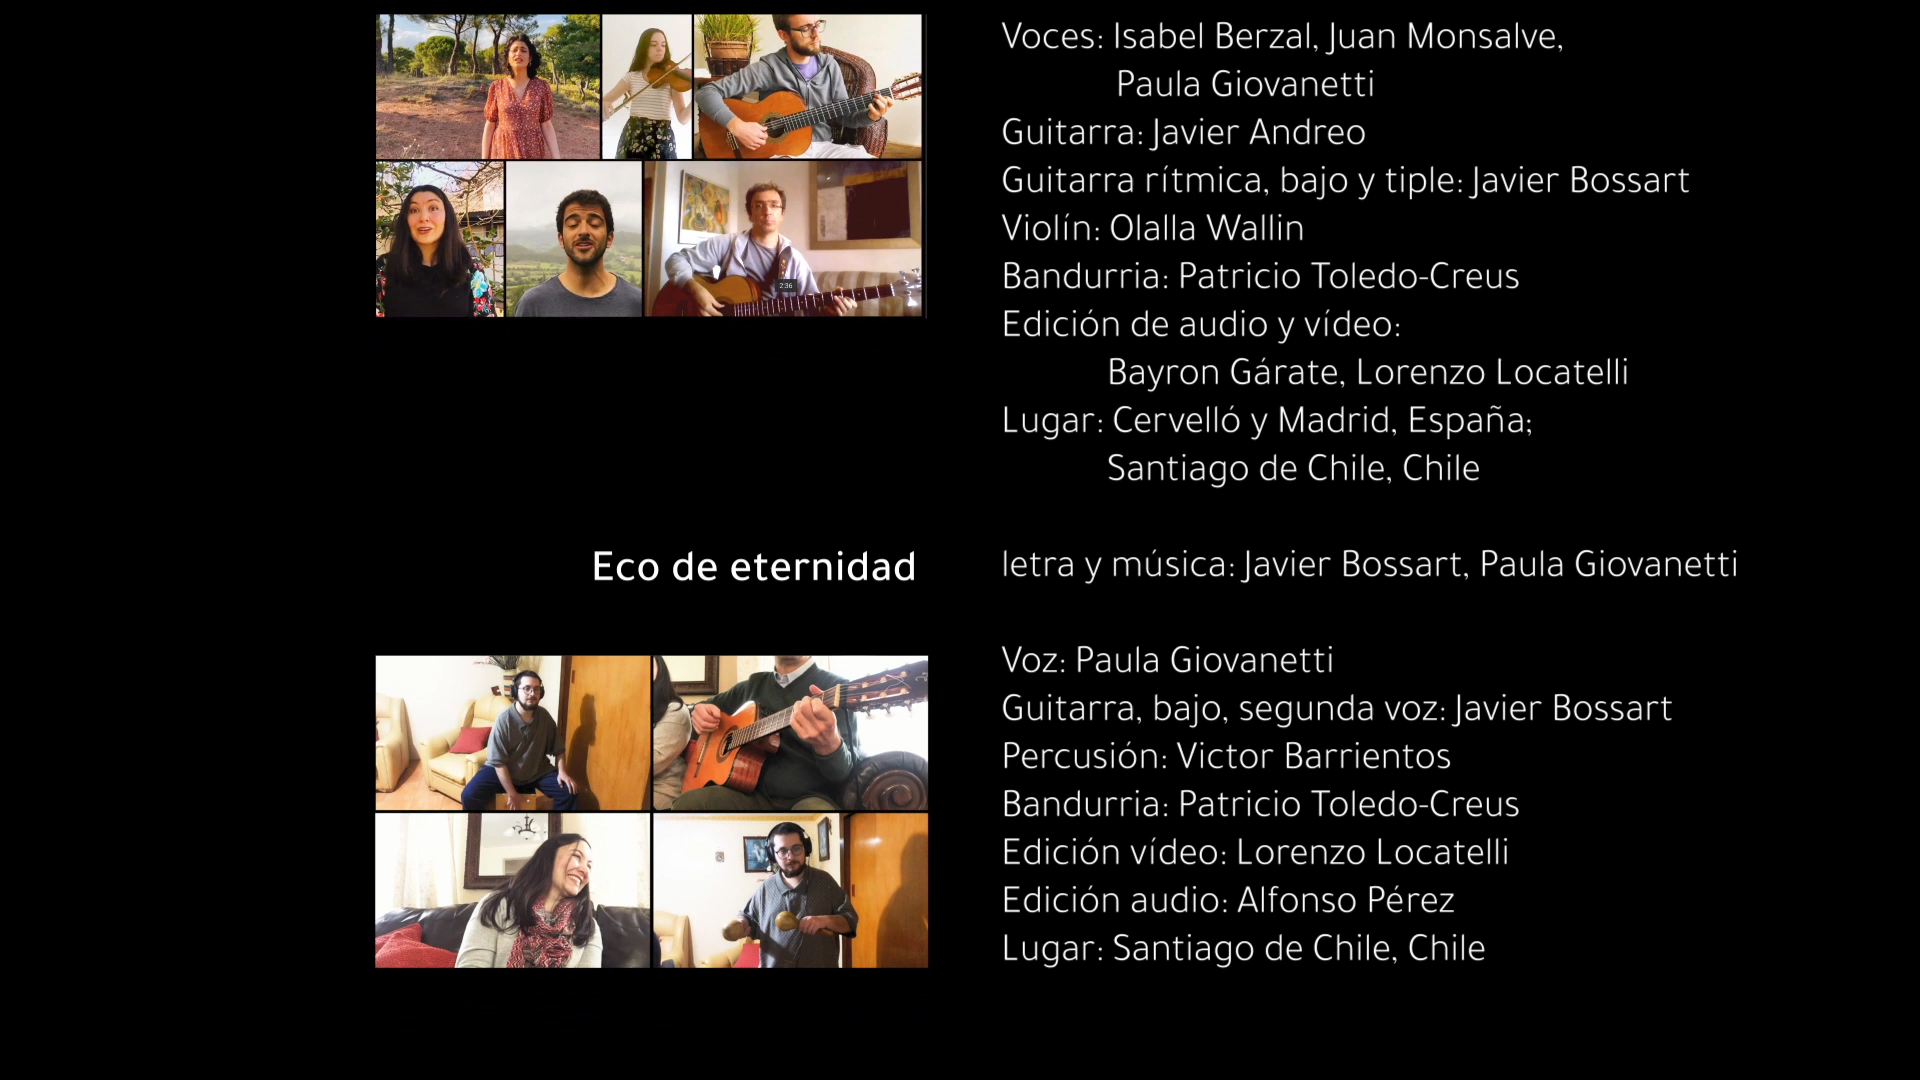 Voces: Isabel Berzal, Juan Monsalve,
Paula Giovanetti
Guitarra: Javier Andreo
Guitarra rítmica, bajo y tiple: Javier Bossart
Violín: Olalla Wallin
Bandurria: Patricio Toledo-Creus
Edición de audio y vídeo:
Bayron Gárate, Lorenzo Locatelli
Lugar: Cervelló y Madrid, España;
Santiago de Chile, Chile
2:36
Eco de eternidad
letra y música: Javier Bossart, Paula Giovanetti
Voz: Paula Giovanetti
Guitarra, bajo, segunda voz: Javier Bossart
Percusión: Victor Barrientos
Bandurria: Patricio Toledo-Creus
Edición vídeo: Lorenzo Locatelli
Edición audio: Alfonso Pérez
Lugar: Santiago de Chile, Chile